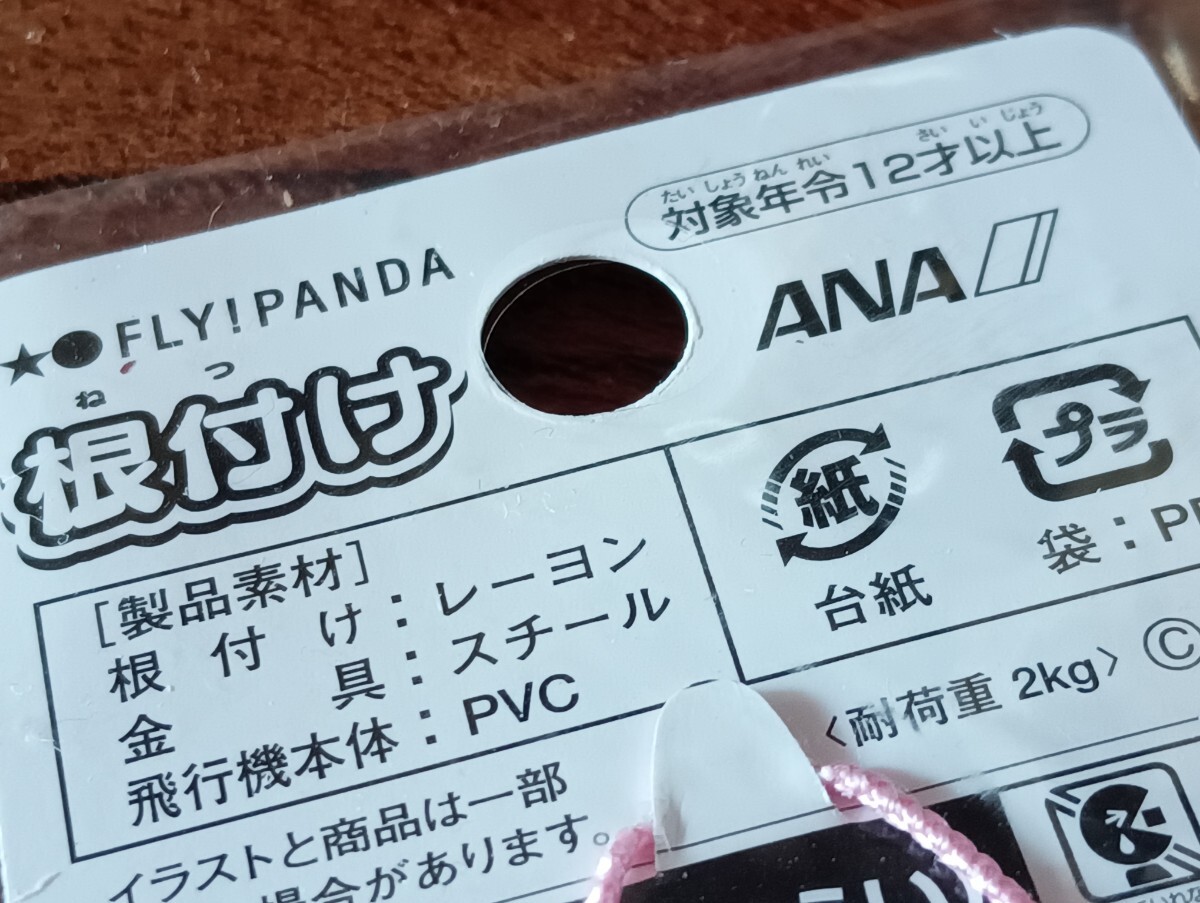 たいしょうねんれい さいいじょう
対象年令12才以上
★●FLY!PANDA
ANA
ねつ
根付け
[製品素材]
根付け:レーヨン
金具:スチール
飛行機本体:PVC
紙
プラ
台紙
袋:P
〈耐荷重 2kg〉 ©
イラストと商品は一部
場合があります。